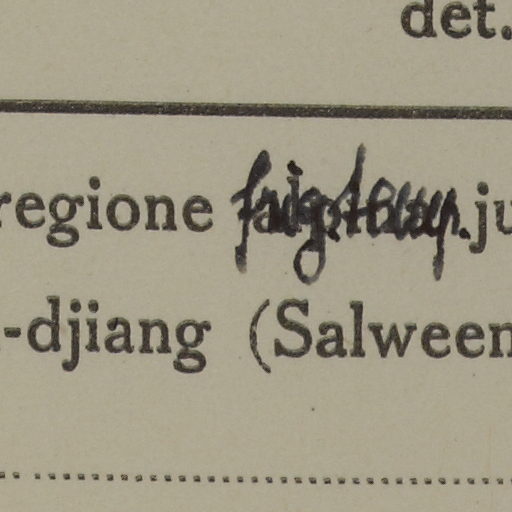 det.
regione ju
-djiang (Salween